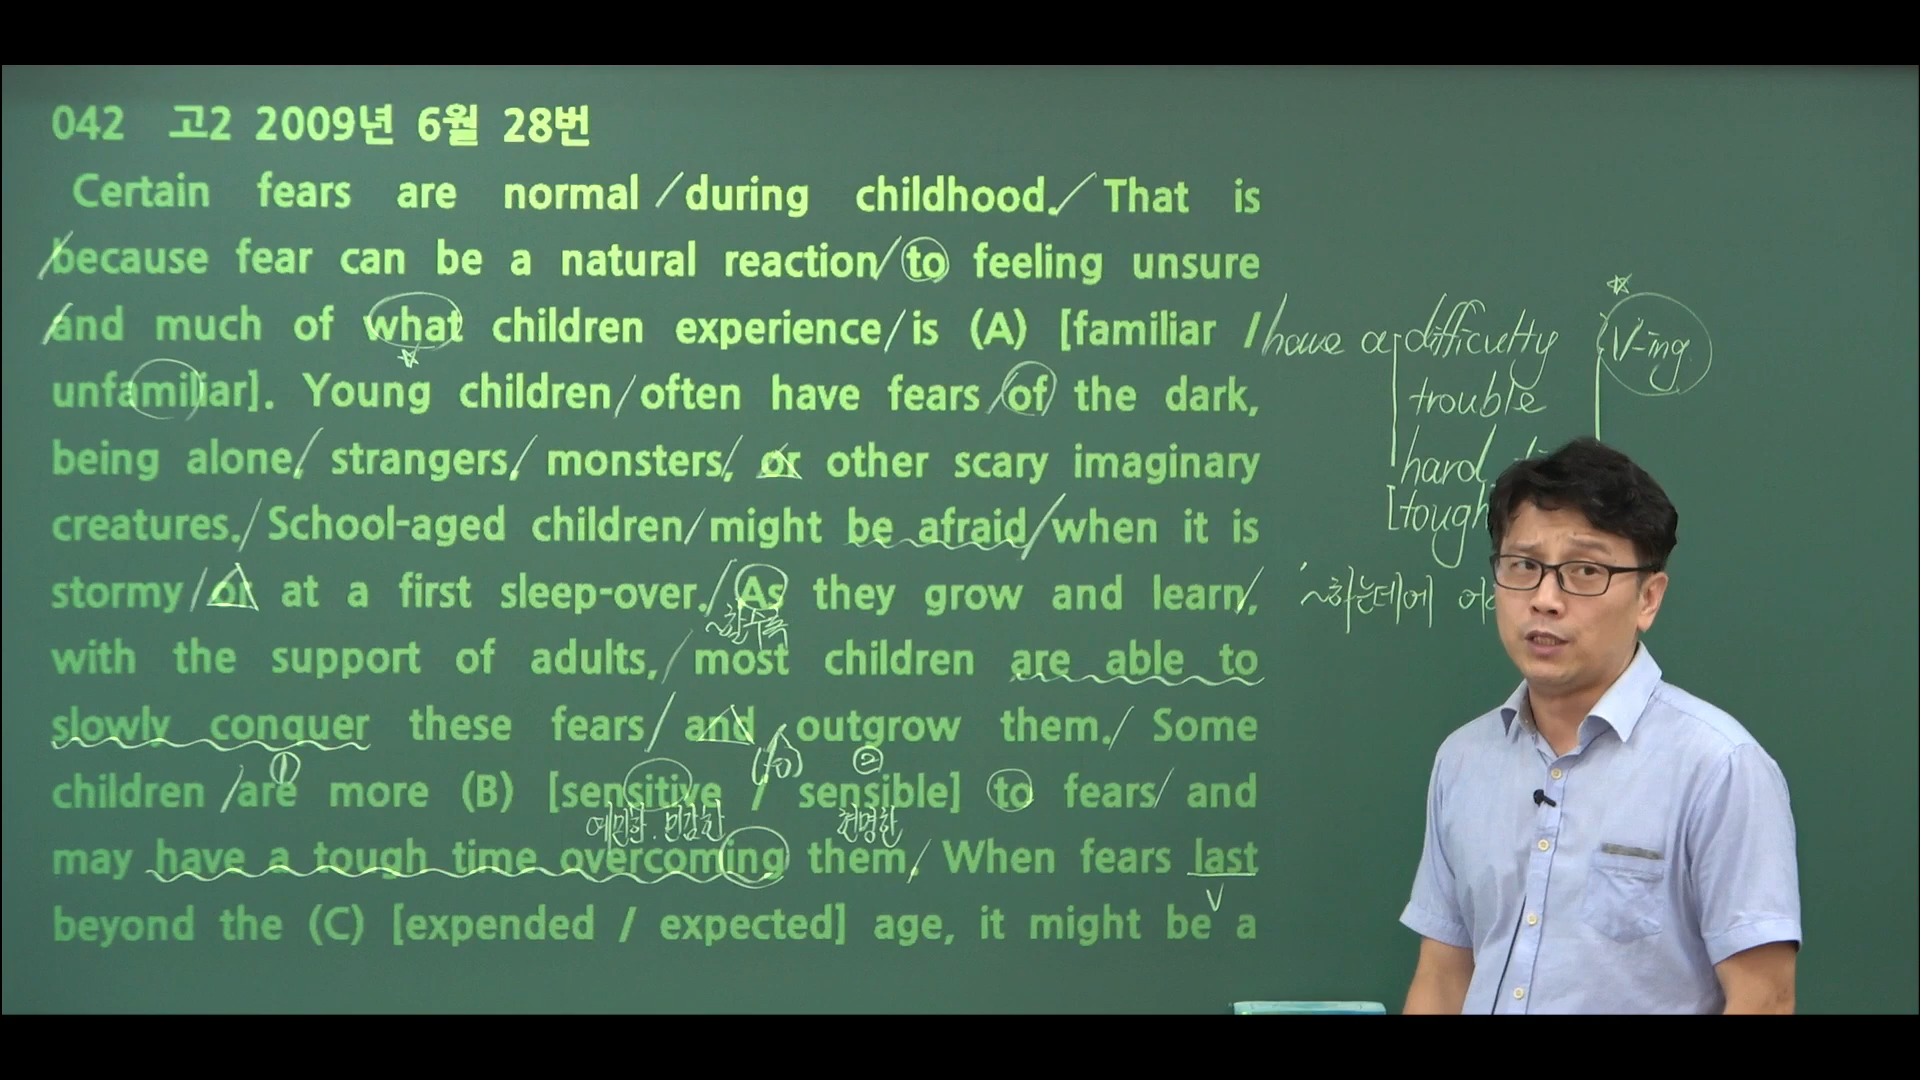 042 고2 2009년 6월 28번
Certain fears are normal / during childhood. / That is
because fear can be a natural reaction / to feeling unsure
and much of what children experience / is (A) [familiar /
unfamiliar]. Young children / often have fears / of the dark,
being alone, / strangers, / monsters, / or other scary imaginary
creatures. / School-aged children / might be afraid / when it is
stormy / or at a first sleep-over. / As they grow and learn,
~할수록
with the support of adults, / most children are able to
slowly conquer these fears / and outgrow them. / Some
①
②
children / are more (B) [sensitive / sensible] to fears / and
예민한. 민감한
현명한
may have a tough time overcoming them. / When fears last
V
beyond the (C) [expended / expected] age, it might be a
have a difficulty V-ing
trouble
hard
[tough
~하는데에